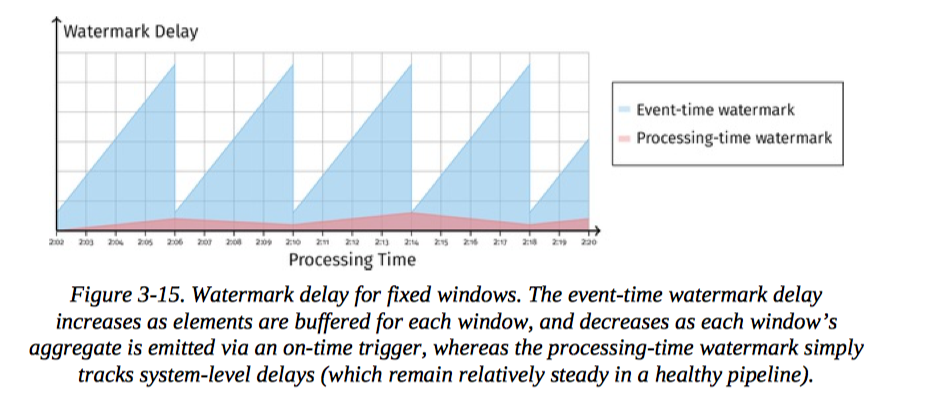 Watermark Delay
Event-time watermark
Processing-time watermark
2:02 2:03 2:04 2:05 2:06 2:07 2:08 2:09 2:10 2:11 2:12 2:13 2:14 2:15 2:16 2:17 2:18 2:19 2:20
Processing Time
Figure 3-15. Watermark delay for fixed windows. The event-time watermark delay
increases as elements are buffered for each window, and decreases as each window’s
aggregate is emitted via an on-time trigger, whereas the processing-time watermark simply
tracks system-level delays (which remain relatively steady in a healthy pipeline).